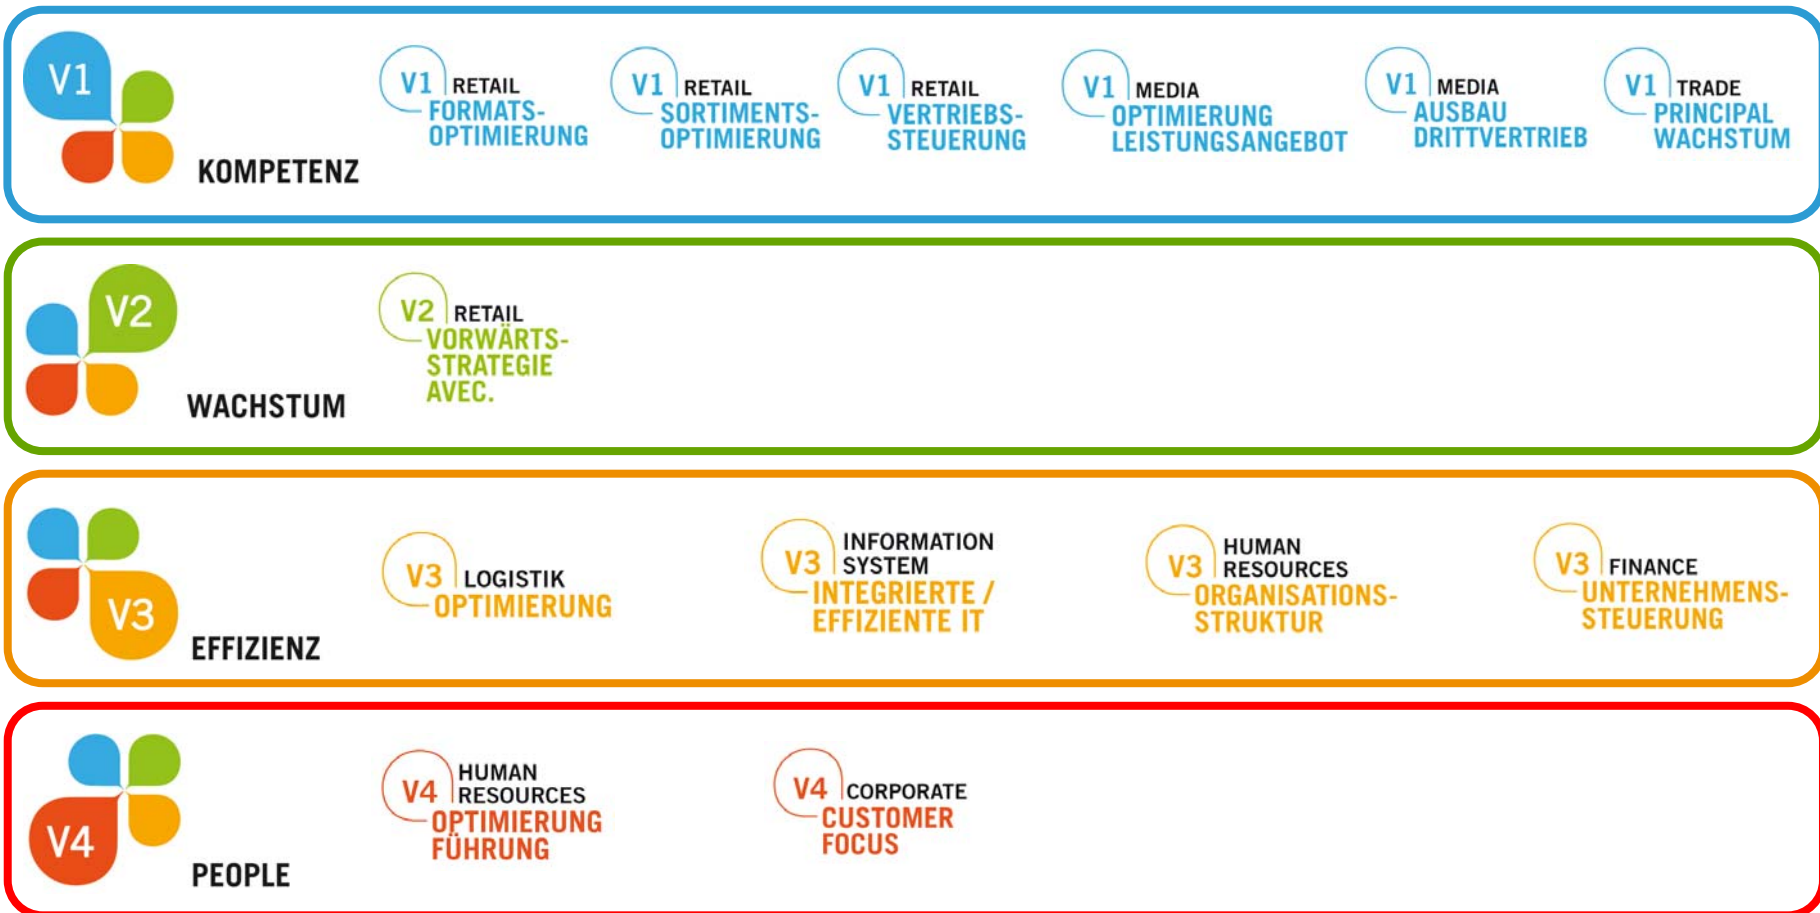 V1
KOMPETENZ
V1 RETAIL
FORMATS-
OPTIMIERUNG
V1 RETAIL
SORTIMENTS-
OPTIMIERUNG
V1 RETAIL
VERTRIEBS-
STEUERUNG
V1 MEDIA
OPTIMIERUNG
LEISTUNGSANGEBOT
V1 MEDIA
AUSBAU
DRITTVERTRIEB
V1 TRADE
PRINCIPAL
WACHSTUM
V2
WACHSTUM
V2 RETAIL
VORWÄRTS-
STRATEGIE
AVEC.
V3
EFFIZIENZ
V3 LOGISTIK
OPTIMIERUNG
INFORMATION
V3 SYSTEM
INTEGRIERTE /
EFFIZIENTE IT
HUMAN
V3 RESOURCES
ORGANISATIONS-
STRUKTUR
V3 FINANCE
UNTERNEHMENS-
STEUERUNG
V4
PEOPLE
HUMAN
V4 RESOURCES
OPTIMIERUNG
FÜHRUNG
V4 CORPORATE
CUSTOMER
FOCUS